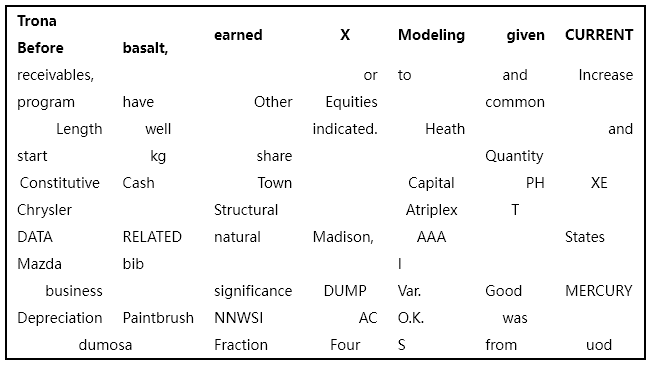 Trona
Before basalt, earned X Modeling given CURRENT
receivables, or to and Increase
program have Other Equities common
Length well indicated. Heath and
start kg share Quantity
Constitutive Cash Town Capital PH XE
Chrysler Structural Atriplex T
DATA RELATED natural Madison, AAA States
Mazda bib I
business significance DUMP Var. Good MERCURY
Depreciation Paintbrush NNWSI AC O.K. was
dumosa Fraction Four S from uod